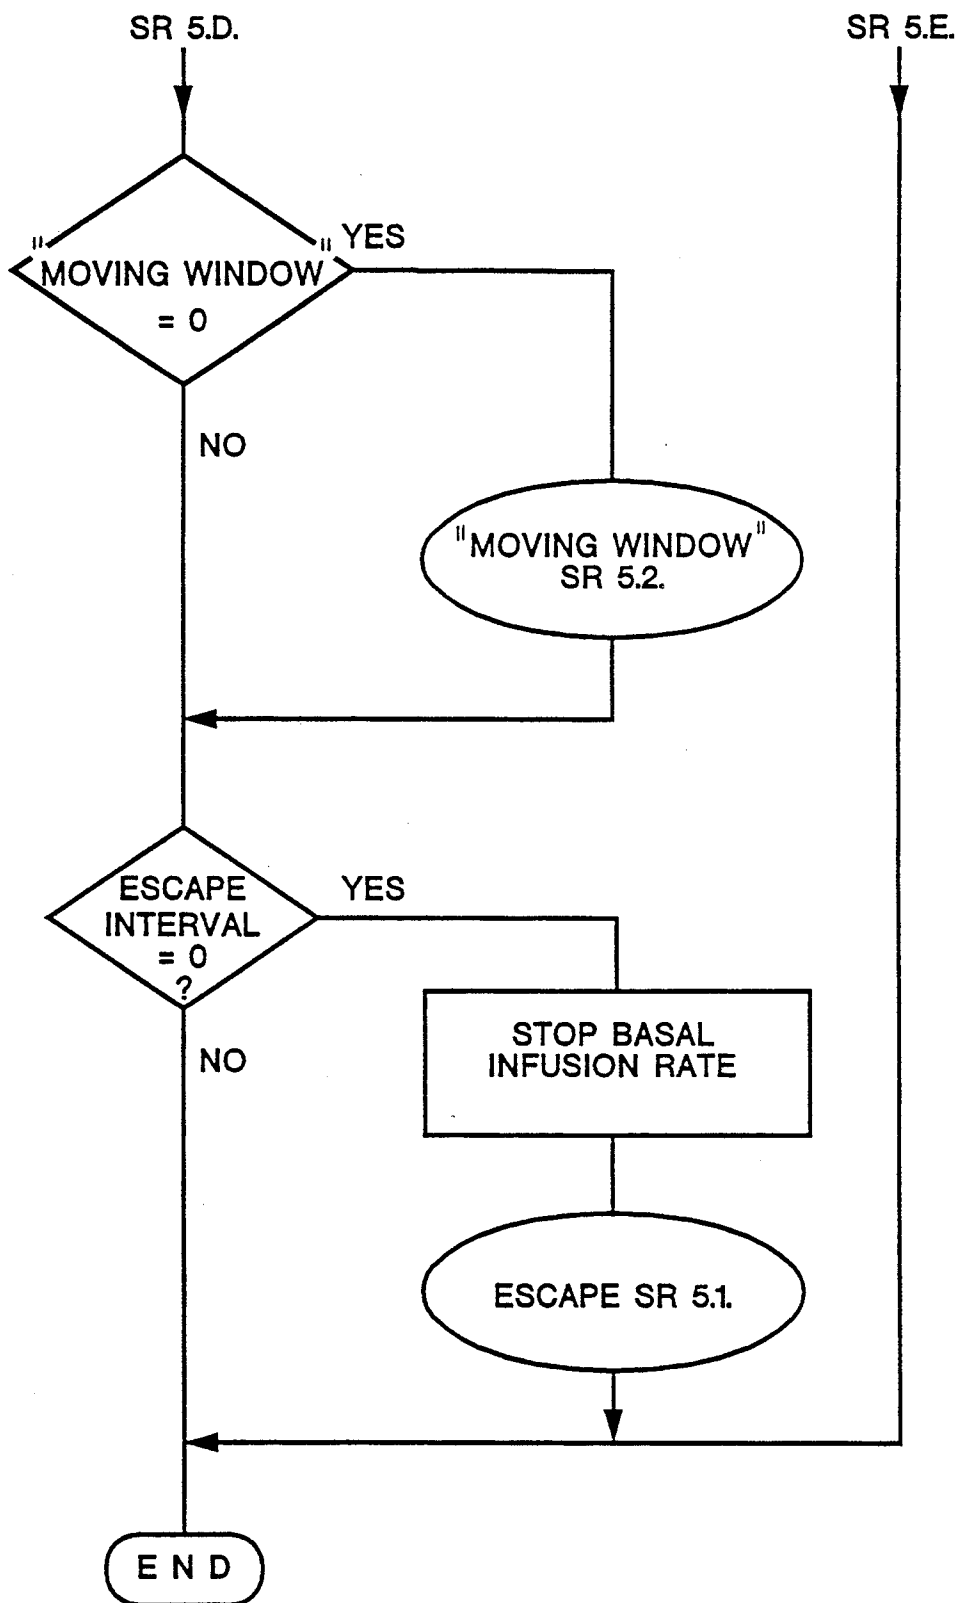 SR 5.D.
SR 5.E.
"MOVING WINDOW"
= 0
YES
NO
"MOVING WINDOW"
SR 5.2.
ESCAPE
INTERVAL
= 0
?
YES
NO
STOP BASAL
INFUSION RATE
ESCAPE SR 5.1.
END